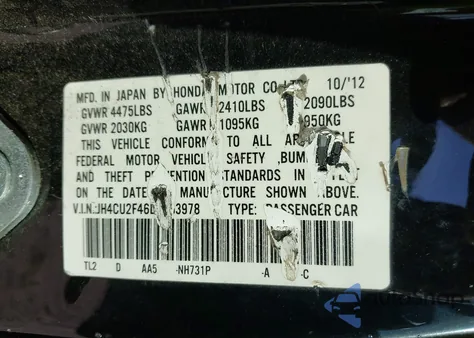 MADE IN JAPAN BY HONDA MOTOR CO.,LTD. 10/'12
GVWR 4475LBS GAWR 2410LBS 2090LBS
GVWR 2030KG GAWR 1095KG 950KG
THIS VEHICLE CONFORMS TO ALL APPLICABLE
FEDERAL MOTOR VEHICLE SAFETY ,BUMPER
AND THEFT PREVENTION STANDARDS IN EFFECT
ON THE DATE OF MANUFACTURE SHOWN ABOVE.
V.I.N.: TYPE: PASSENGER CAR
TL2 D AA5 -NH731P -A -C